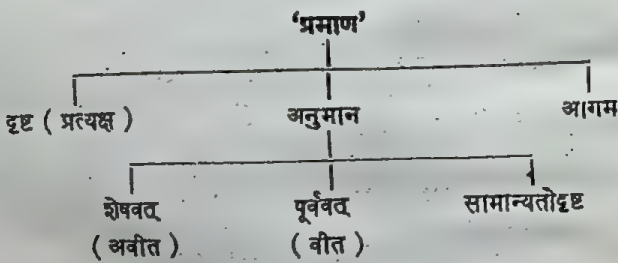 'प्रमाण'
दृष्ट ( प्रत्यक्ष ) अनुमान आगम
शेषवत् पूर्ववत् सामान्यतोदृष्ट
( अवीत ) ( वीत )